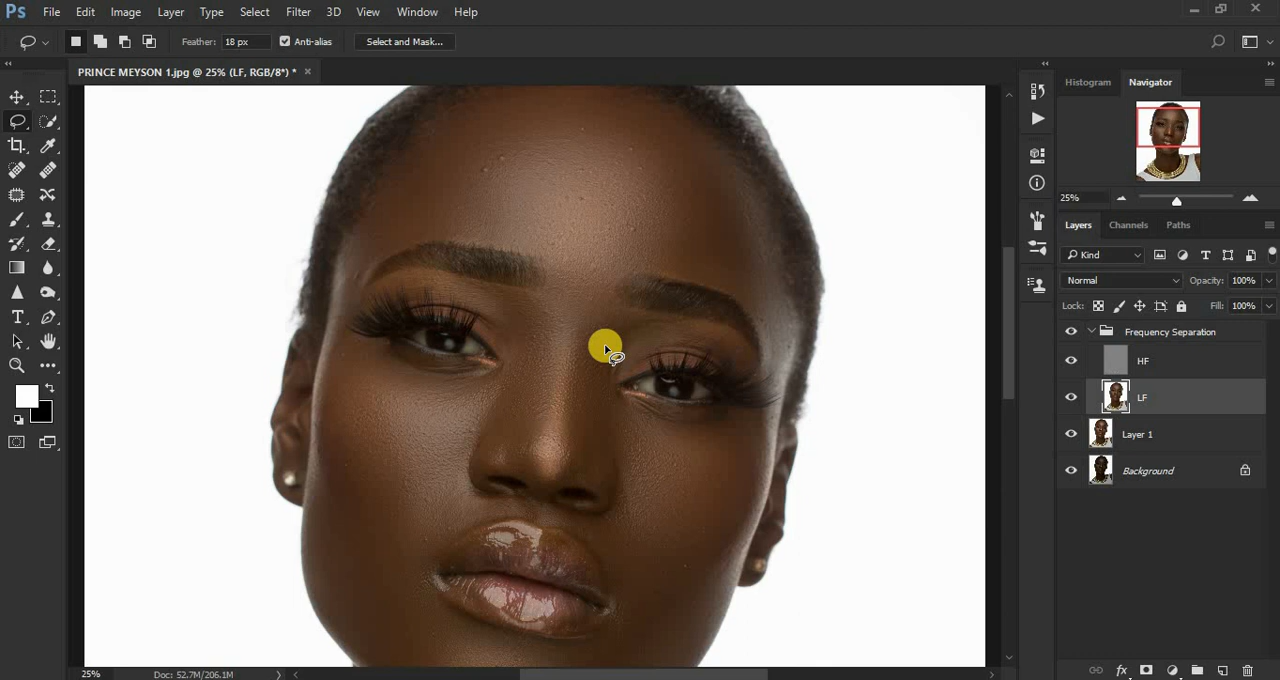 Ps File Edit Image Layer Type Select Filter 3D View Window Help
Feather: 18 px Anti-alias Select and Mask...
PRINCE MEYSON 1.jpg @ 25% (LF, RGB/8*) * ×
Histogram Navigator
25%
Layers Channels Paths
Kind
Normal Opacity: 100%
Lock: Fill: 100%
Frequency Separation
HF
LF
Layer 1
Background
25% Doc: 52.7M/206.1M
fx